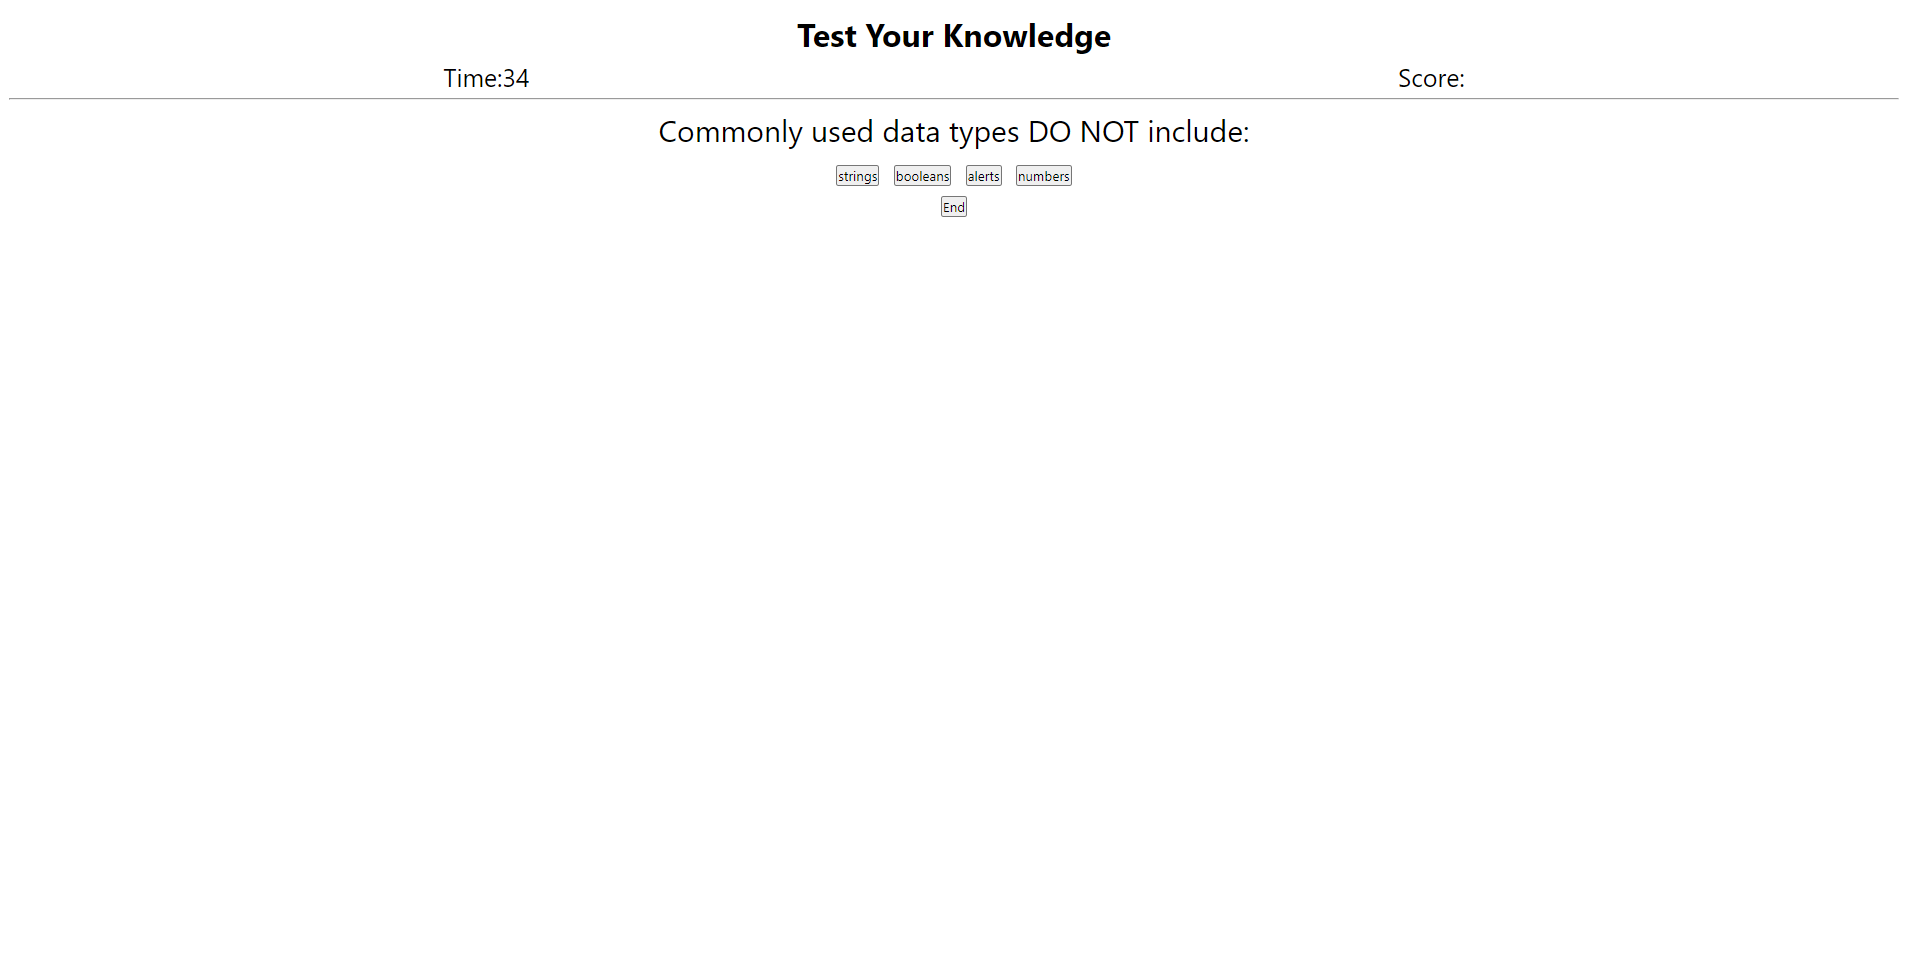 Test Your Knowledge
Time:34 Score:
Commonly used data types DO NOT include:
strings booleans alerts numbers
End